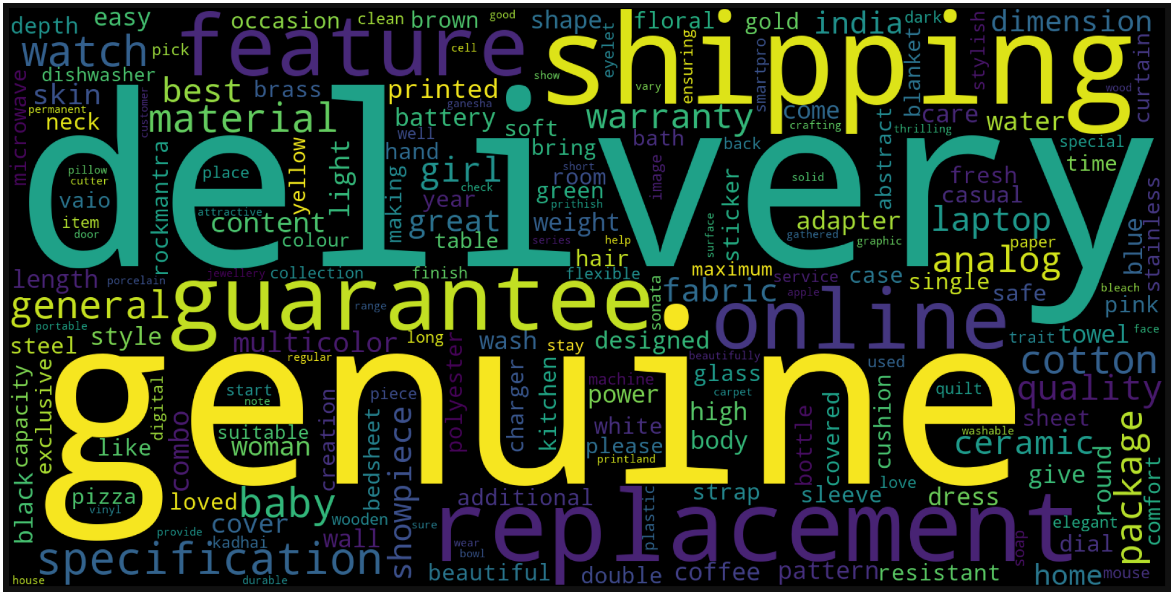 depth
easy
occasion
clean
good
brown
shape
floral
gold
india
dark
dimension
watch
pick
feature
cell
shipping
eyelet
show
vary
ensuring
smartpro
stylish
curtain
blanket
dishwasher
microwave
skin
permanent
neck
customer
best
brass
printed
ganesha
material
battery
soft
warranty
come
crafting
care
thrilling
water
wood
special
time
abstract
well
hand
bring
bath
back
delivery
pillow
cutter
vaio
item
door
rockmantra
place
attractive
light
yellow
content
colour
making
girl
year
great
check
table
short
room
green
prithish
weight
image
sticker
solid
adapter
gathered
graphic
laptop
fresh
casual
paper
blue
stainless
series
help
hair
surface
analog
length
porcelain
jewellery
collection
finish
flexible
maximum
service
case
single
safe
bleach
pink
general
guarantee
range
sonata
fabric
apple
online
portable
steel
style
multicolor
regular
long
wash
stay
designed
beautifully
used
trait
towel
face
cotton
genuine
black
capacity
exclusive
like
digital
start
note
suitable
woman
combo
creation
piece
bedsheet
polyester
charger
kitchen
machine
power
white
please
printland
glass
carpet
high
body
bottle
covered
cushion
quilt
washable
quality
sheet
ceramic
give
round
package
comfort
pizza
vinyl
loved
baby
wooden
showpiece
additional
strap
sleeve
love
dress
elegant
provide
cover
kadhai
wall
sure
replacement
plastic
soap
dial
house
specification
durable
wear
bowl
beautiful
double
coffee
pattern
resistant
home
mouse